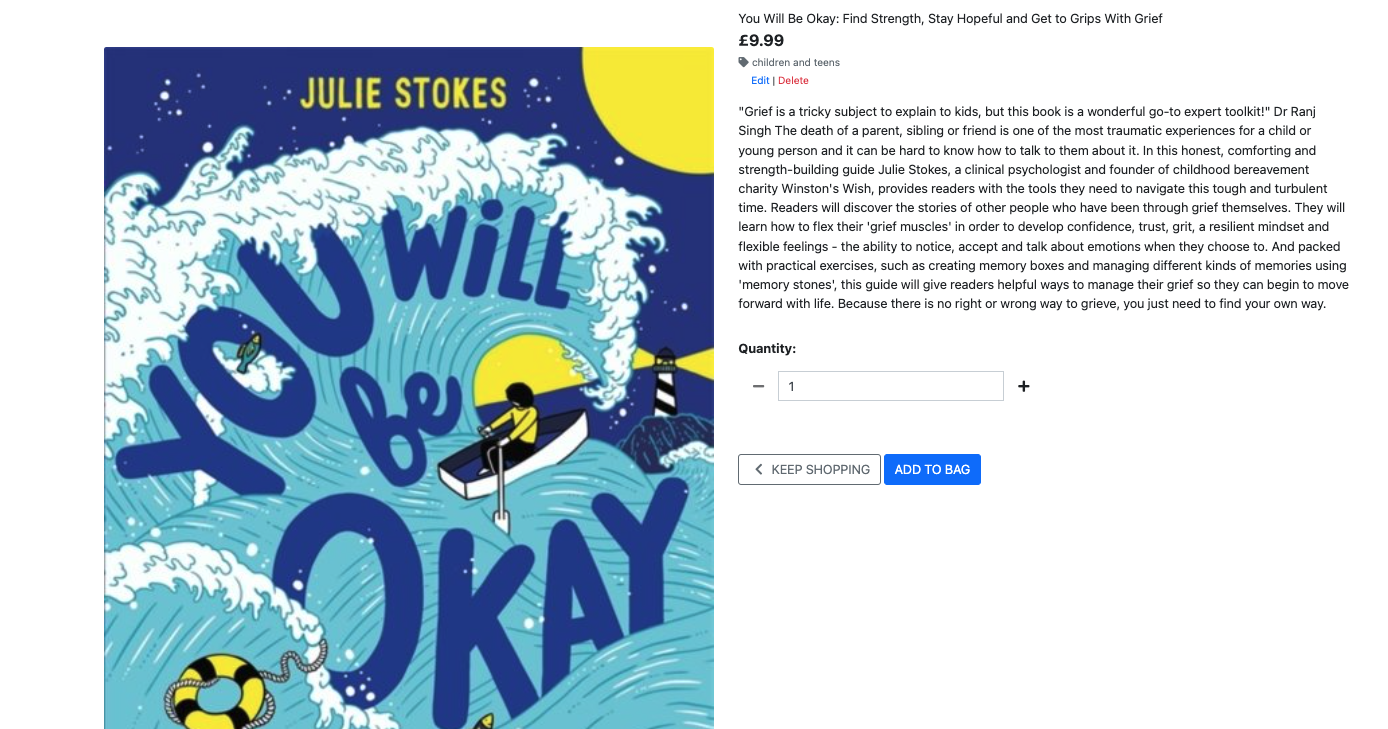 JULIE STOKES
YOU WiLL
be
OKAY
You Will Be Okay: Find Strength, Stay Hopeful and Get to Grips With Grief
£9.99
children and teens
Edit | Delete
"Grief is a tricky subject to explain to kids, but this book is a wonderful go-to expert toolkit!" Dr Ranj
Singh The death of a parent, sibling or friend is one of the most traumatic experiences for a child or
young person and it can be hard to know how to talk to them about it. In this honest, comforting and
strength-building guide Julie Stokes, a clinical psychologist and founder of childhood bereavement
charity Winston's Wish, provides readers with the tools they need to navigate this tough and turbulent
time. Readers will discover the stories of other people who have been through grief themselves. They will
learn how to flex their 'grief muscles' in order to develop confidence, trust, grit, a resilient mindset and
flexible feelings - the ability to notice, accept and talk about emotions when they choose to. And packed
with practical exercises, such as creating memory boxes and managing different kinds of memories using
'memory stones', this guide will give readers helpful ways to manage their grief so they can begin to move
forward with life. Because there is no right or wrong way to grieve, you just need to find your own way.
Quantity:
1
KEEP SHOPPING
ADD TO BAG